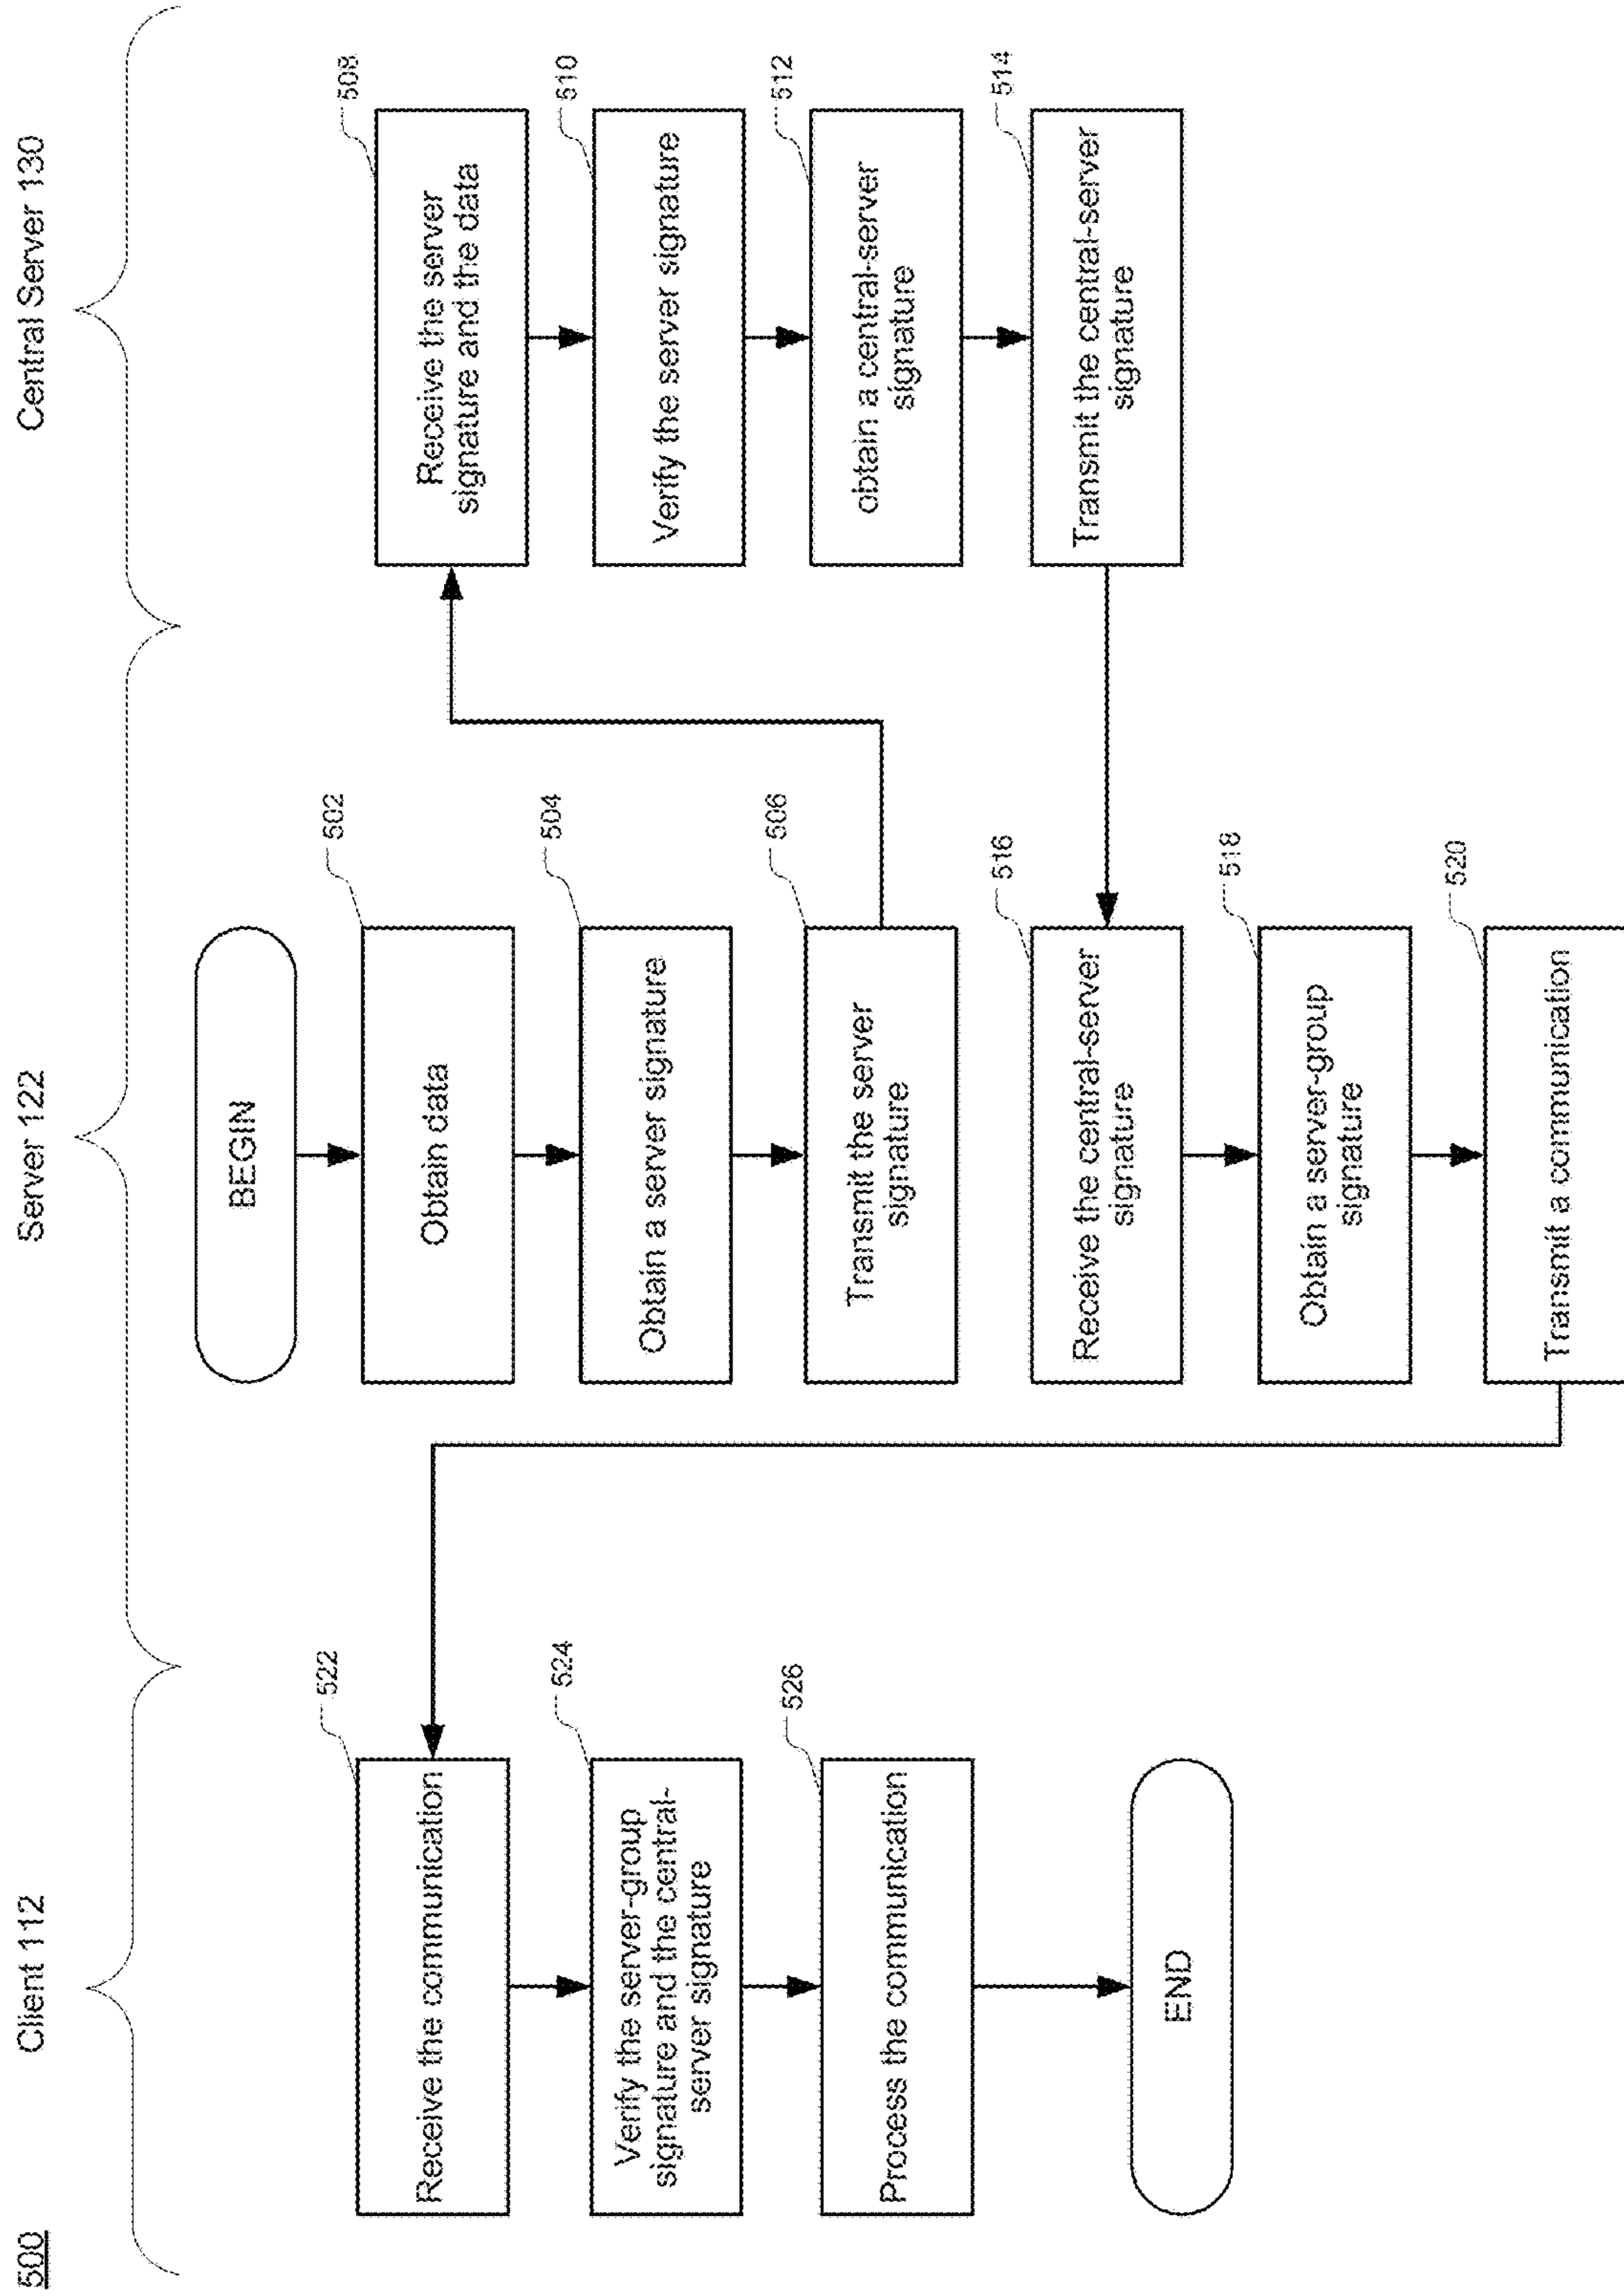 500
Client 112
Server 122
Central Server 130
BEGIN
502
Obtain data
504
Obtain a server signature
506
Transmit the server
signature
508
Receive the server
signature and the data
510
Verify the server signature
512
obtain a central-server
signature
514
Transmit the central-server
signature
516
Receive the central-server
signature
518
Obtain a server-group
signature
520
Transmit a communication
522
Receive the communication
524
Verify the server-group
signature and the central-
server signature
526
Process the communication
END